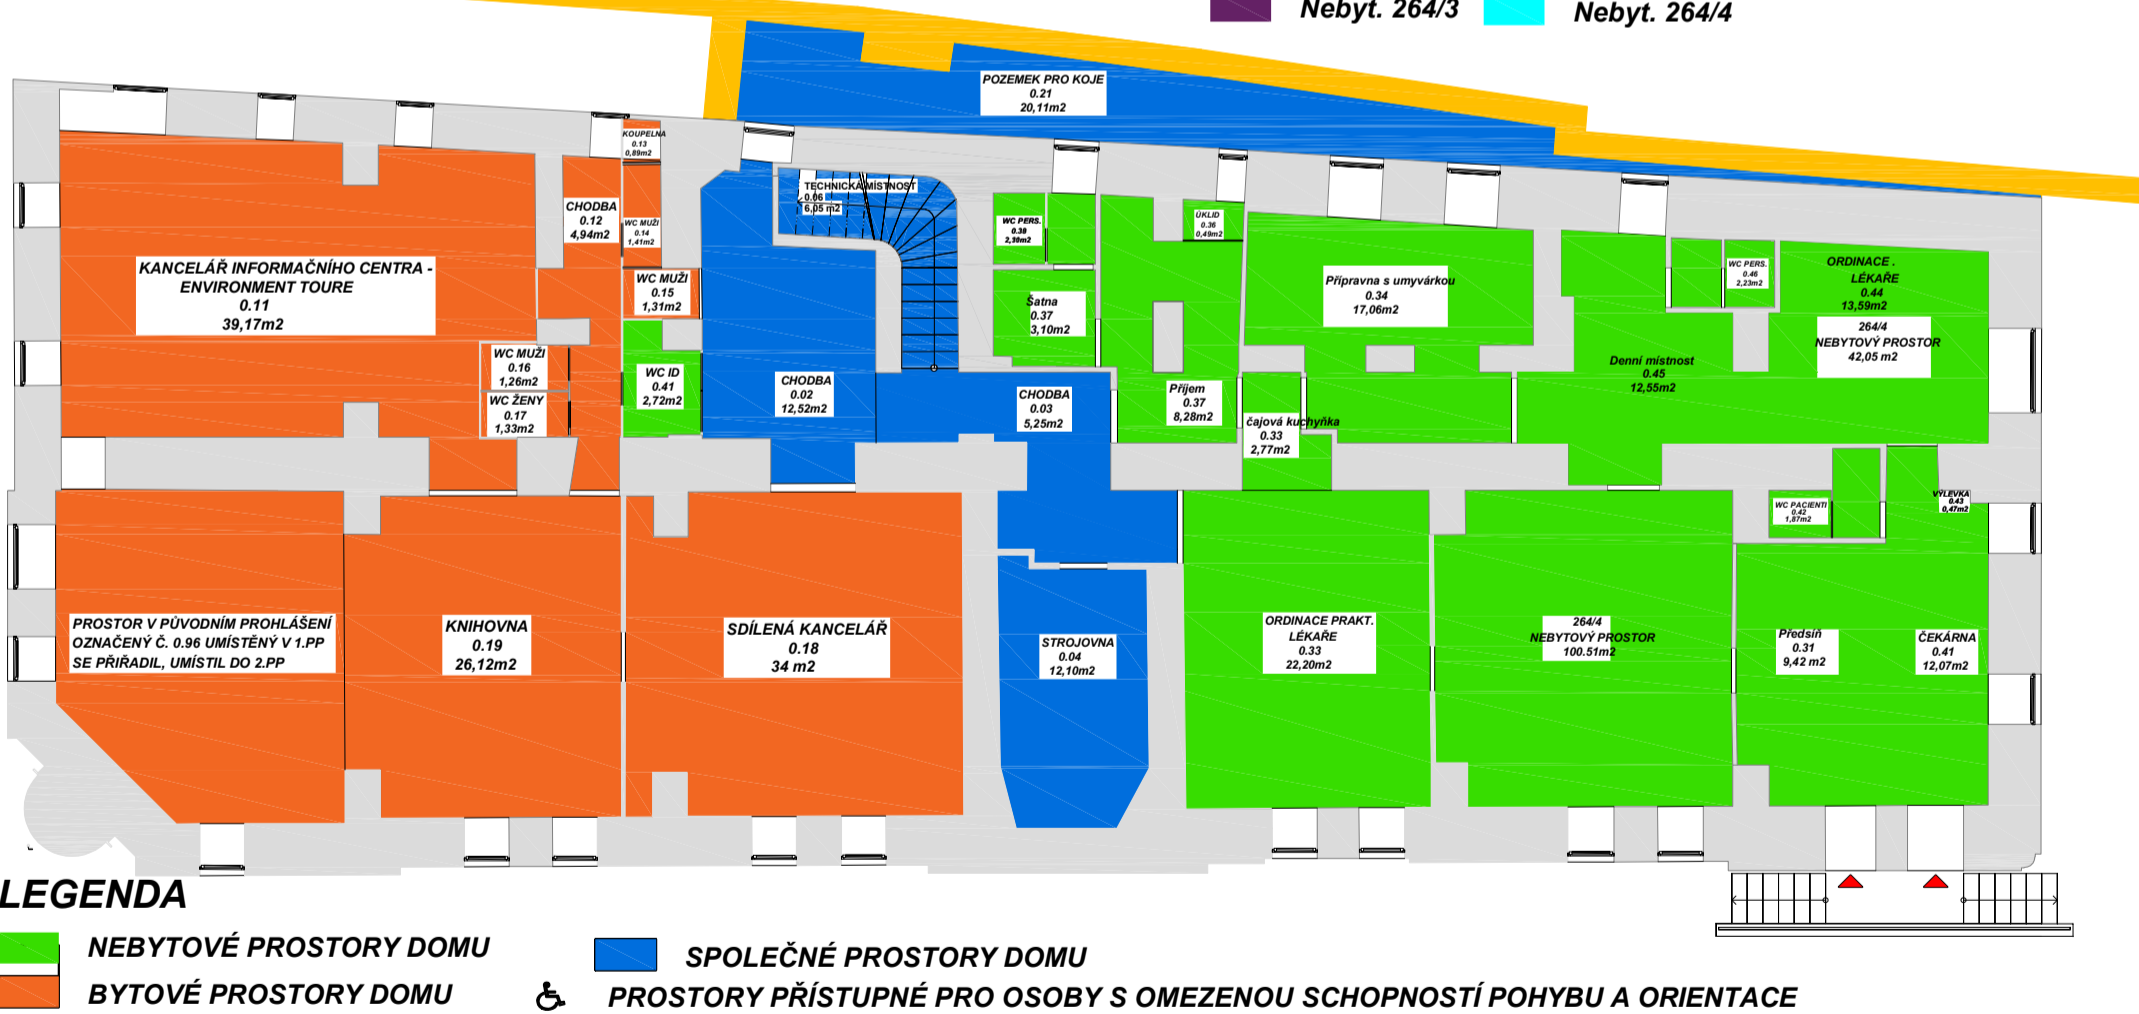 Nebyt. 264/3
Nebyt. 264/4
POZEMEK PRO KOJE
0.21
20,11m2
KOUPELNA
0.13
0,89m2
TECHNICKÁ MÍSTNOST
0.06
6,05 m2
CHODBA
0.12
4,94m2
WC MUŽI
0.14
1,41m2
WC PERS.
0.38
2,39m2
ÚKLID
0.36
0,49m2
KANCELÁŘ INFORMAČNÍHO CENTRA -
ENVIRONMENT TOURE
0.11
39,17m2
WC MUŽI
0.15
1,31m2
Šatna
0.37
3,10m2
Přípravna s umyvárkou
0.34
17,06m2
WC PERS.
0.46
2,23m2
ORDINACE .
LÉKAŘE
0.44
13,59m2
264/4
NEBYTOVÝ PROSTOR
42,05 m2
WC MUŽI
0.16
1,26m2
WC ŽENY
0.17
1,33m2
WC ID
0.41
2,72m2
CHODBA
0.02
12,52m2
CHODBA
0.03
5,25m2
Příjem
0.37
8,28m2
čajová kuchyňka
0.33
2,77m2
Denní místnost
0.45
12,55m2
WC PACIENTI
0.42
1,87m2
VÝLEVKA
0.43
0,47m2
PROSTOR V PŮVODNÍM PROHLÁŠENÍ
OZNAČENÝ Č. 0.96 UMÍSTĚNÝ V 1.PP
SE PŘIŘADIL, UMÍSTIL DO 2.PP
KNIHOVNA
0.19
26,12m2
SDÍLENÁ KANCELÁŘ
0.18
34 m2
STROJOVNA
0.04
12,10m2
ORDINACE PRAKT.
LÉKAŘE
0.33
22,20m2
264/4
NEBYTOVÝ PROSTOR
100.51m2
Předsíň
0.31
9,42 m2
ČEKÁRNA
0.41
12,07m2
LEGENDA
NEBYTOVÉ PROSTORY DOMU
SPOLEČNÉ PROSTORY DOMU
BYTOVÉ PROSTORY DOMU
PROSTORY PŘÍSTUPNÉ PRO OSOBY S OMEZENOU SCHOPNOSTÍ POHYBU A ORIENTACE